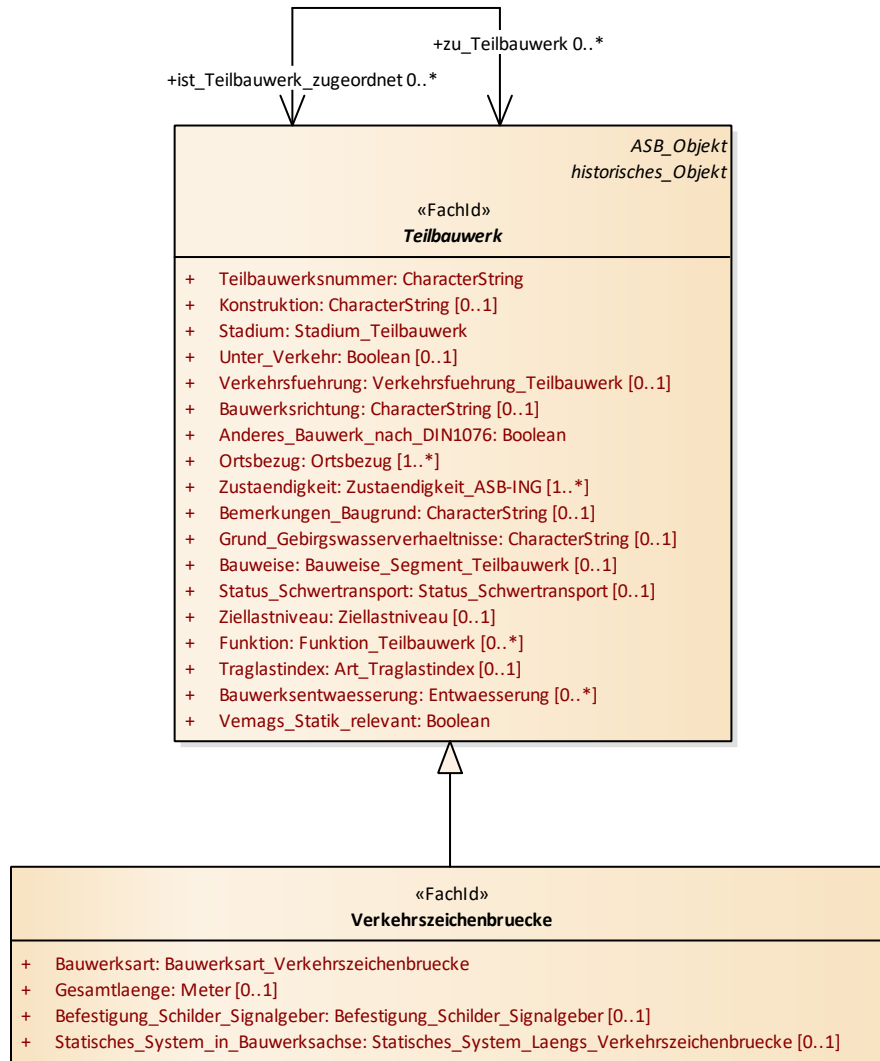 +zu_Teilbauwerk 0..*
+ist_Teilbauwerk_zugeordnet 0..*
ASB_Objekt
historisches_Objekt
«FachId»
Teilbauwerk
+ Teilbauwerksnummer: CharacterString
+ Konstruktion: CharacterString [0..1]
+ Stadium: Stadium_Teilbauwerk
+ Unter_Verkehr: Boolean [0..1]
+ Verkehrsfuehrung: Verkehrsfuehrung_Teilbauwerk [0..1]
+ Bauwerksrichtung: CharacterString [0..1]
+ Anderes_Bauwerk_nach_DIN1076: Boolean
+ Ortsbezug: Ortsbezug [1..*]
+ Zustaendigkeit: Zustaendigkeit_ASB-ING [1..*]
+ Bemerkungen_Baugrund: CharacterString [0..1]
+ Grund_Gebirgswasserverhaeltnisse: CharacterString [0..1]
+ Bauweise: Bauweise_Segment_Teilbauwerk [0..1]
+ Status_Schwertransport: Status_Schwertransport [0..1]
+ Ziellastniveau: Ziellastniveau [0..1]
+ Funktion: Funktion_Teilbauwerk [0..*]
+ Traglastindex: Art_Traglastindex [0..1]
+ Bauwerksentwaesserung: Entwaesserung [0..*]
+ Vemags_Statik_relevant: Boolean
«FachId»
Verkehrszeichenbruecke
+ Bauwerksart: Bauwerksart_Verkehrszeichenbruecke
+ Gesamtlaenge: Meter [0..1]
+ Befestigung_Schilder_Signalgeber: Befestigung_Schilder_Signalgeber [0..1]
+ Statisches_System_in_Bauwerksachse: Statisches_System_Laengs_Verkehrszeichenbruecke [0..1]